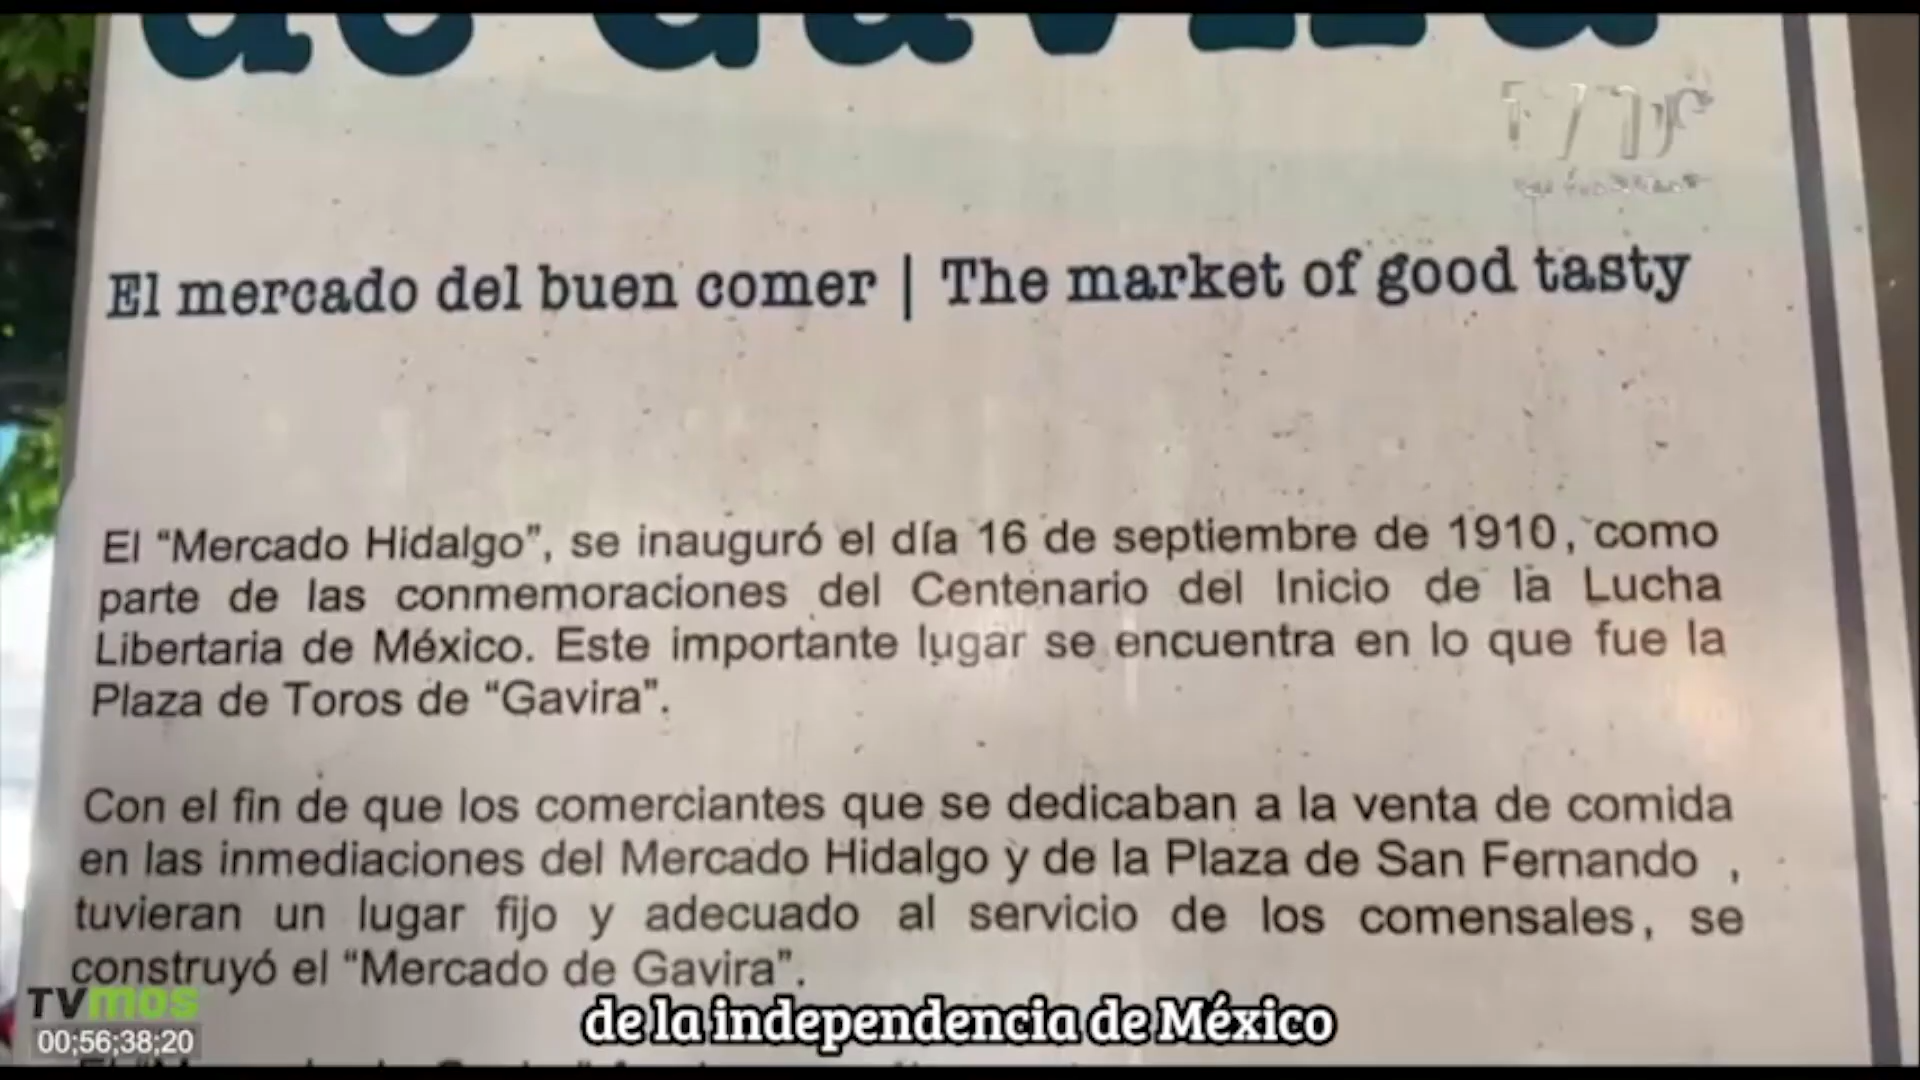 de Gavira
El mercado del buen comer | The market of good tasty
El “Mercado Hidalgo”, se inauguró el día 16 de septiembre de 1910, como
parte de las conmemoraciones del Centenario del Inicio de la Lucha
Libertaria de México. Este importante lugar se encuentra en lo que fue la
Plaza de Toros de “Gavira”.
Con el fin de que los comerciantes que se dedicaban a la venta de comida
en las inmediaciones del Mercado Hidalgo y de la Plaza de San Fernando ,
tuvieran un lugar fijo y adecuado al servicio de los comensales, se
construyó el “Mercado de Gavira”.
TVmos
00;56;38;20
de la independencia de México